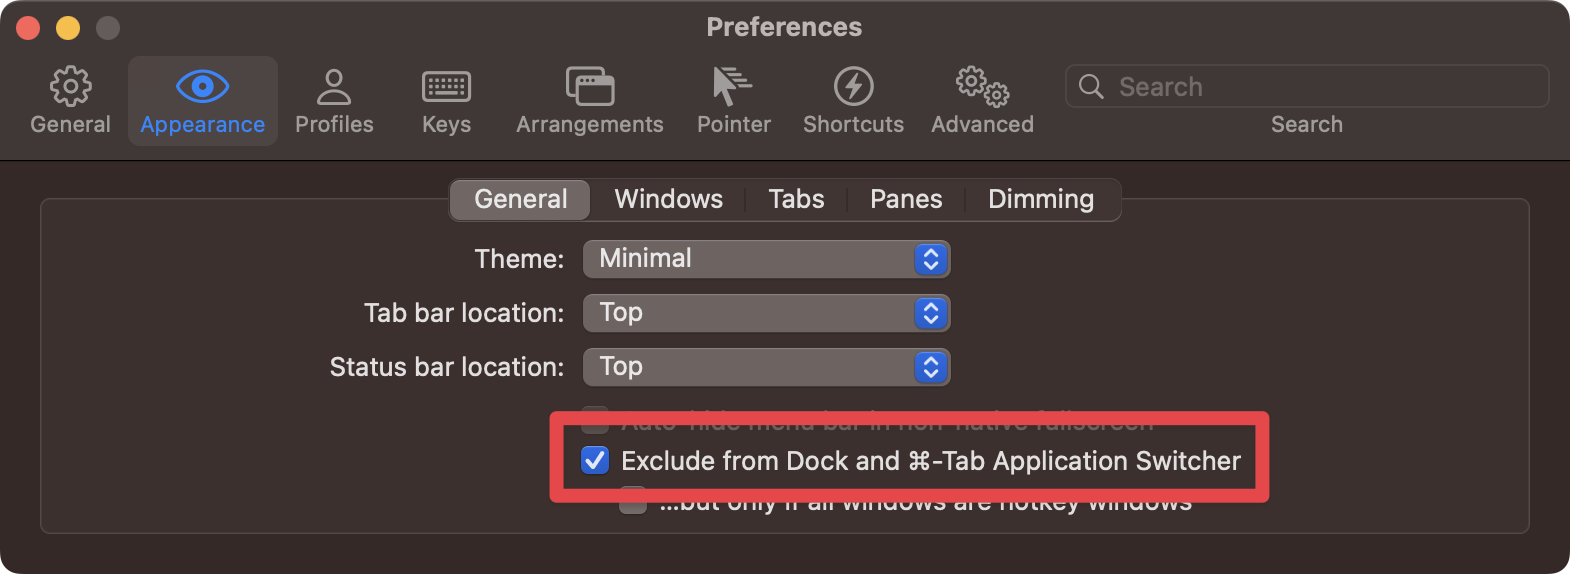 Preferences
General
Appearance
Profiles
Keys
Arrangements
Pointer
Shortcuts
Advanced
Search
Search
General
Windows
Tabs
Panes
Dimming
Theme: Minimal
Tab bar location: Top
Status bar location: Top
Auto-hide menu bar in non-native fullscreen
Exclude from Dock and ⌘-Tab Application Switcher
...but only if all windows are hotkey windows